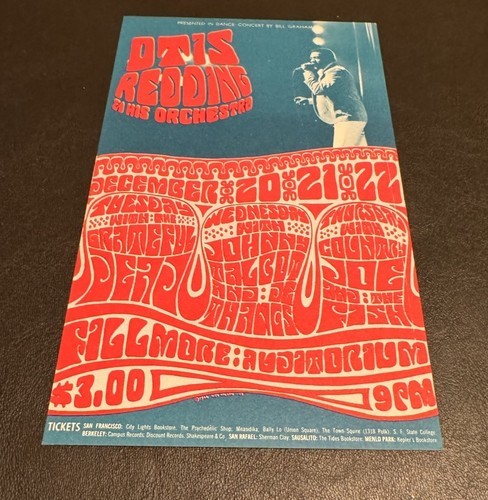 PRESENTED IN DANCE-CONCERT BY BILL GRAHAM
OTIS
REDDING
& HIS ORCHESTRA
DECEMBER 20 21 22
TUESDAY
WITH THE
GRATEFUL
DEAD
WEDNESDAY
WITH
JOHNNY
TALBOT
AND: DE
THANGS
THURSDAY
WITH
COUNTRY
JOE
AND: THE
FISH
FILLMORE: AUDITORIUM
$3.00 9PM
TICKETS SAN FRANCISCO: City Lights Bookstore, The Psychedelic Shop, Mnasidika, Bally Lo (Union Square), The Town Squire (1318 Polk), S. F. State College.
BERKELEY: Campus Records, Discount Records, Shakespeare & Co. SAN RAFAEL: Sherman Clay. SAUSALITO: The Tides Bookstore; MENLO PARK: Kepler's Bookstore